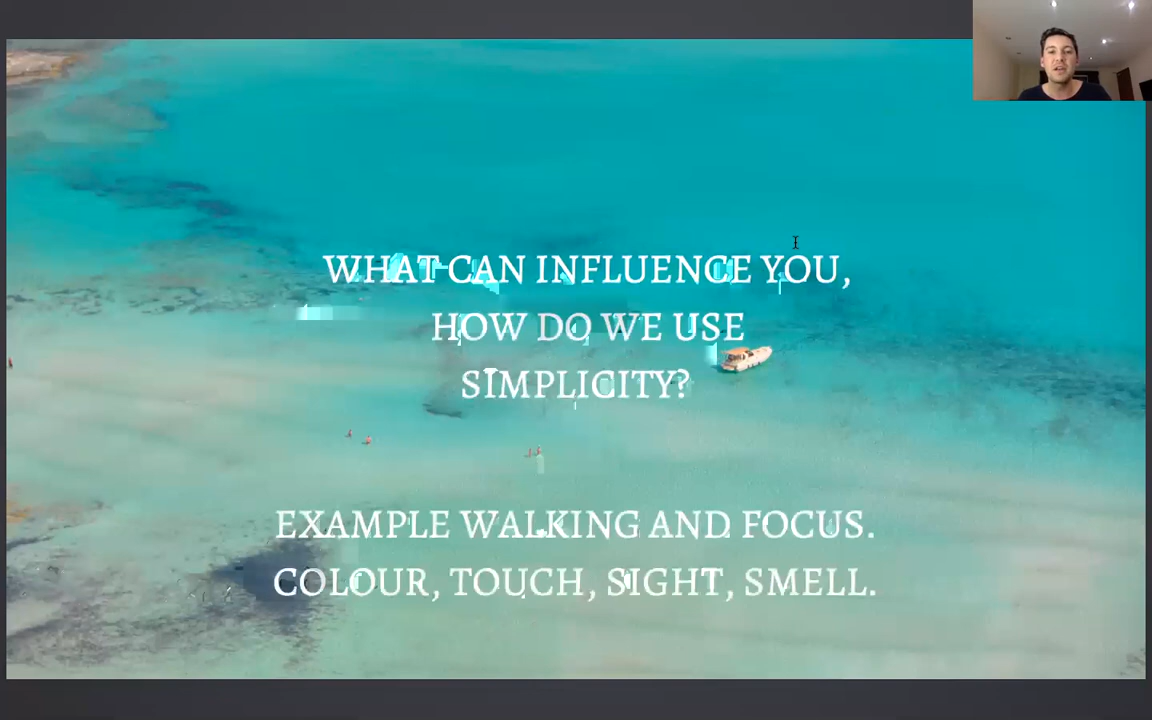 WHAT CAN INFLUENCE YOU,
HOW DO WE USE
SIMPLICITY?
EXAMPLE WALKING AND FOCUS.
COLOUR, TOUCH, SIGHT, SMELL.